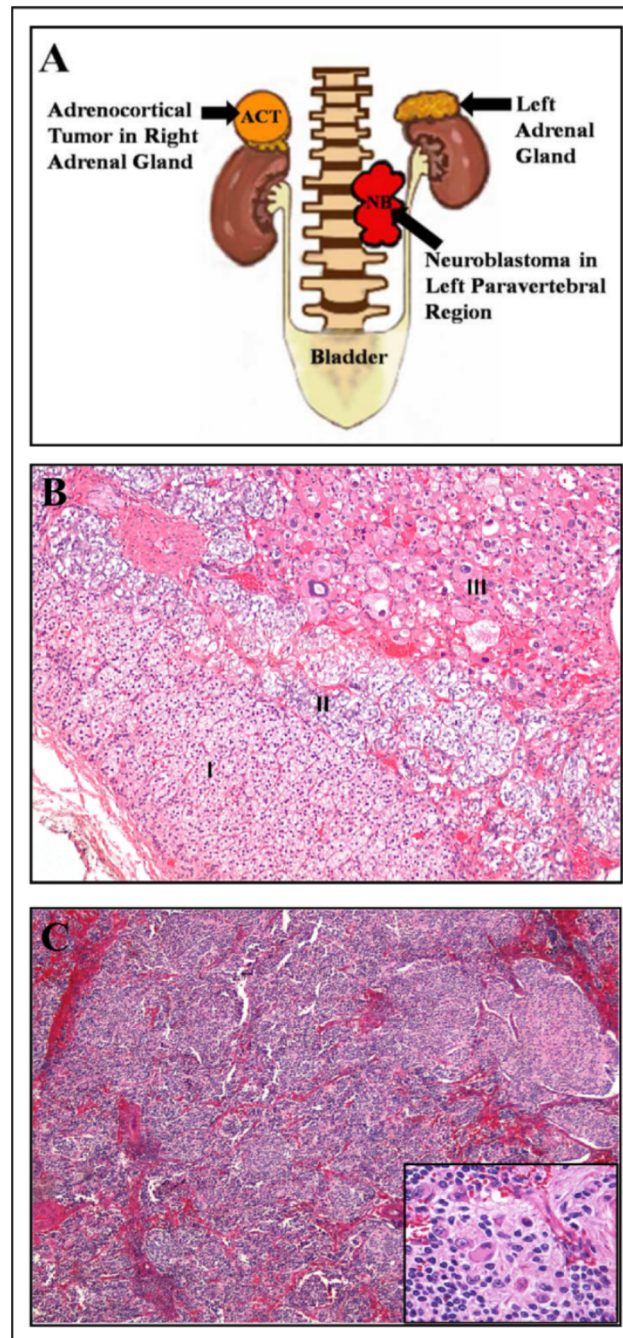 A
Adrenocortical
Tumor in Right
Adrenal Gland
ACT
Left
Adrenal
Gland
NB
Neuroblastoma in
Left Paravertebral
Region
Bladder
B
III
II
I
C